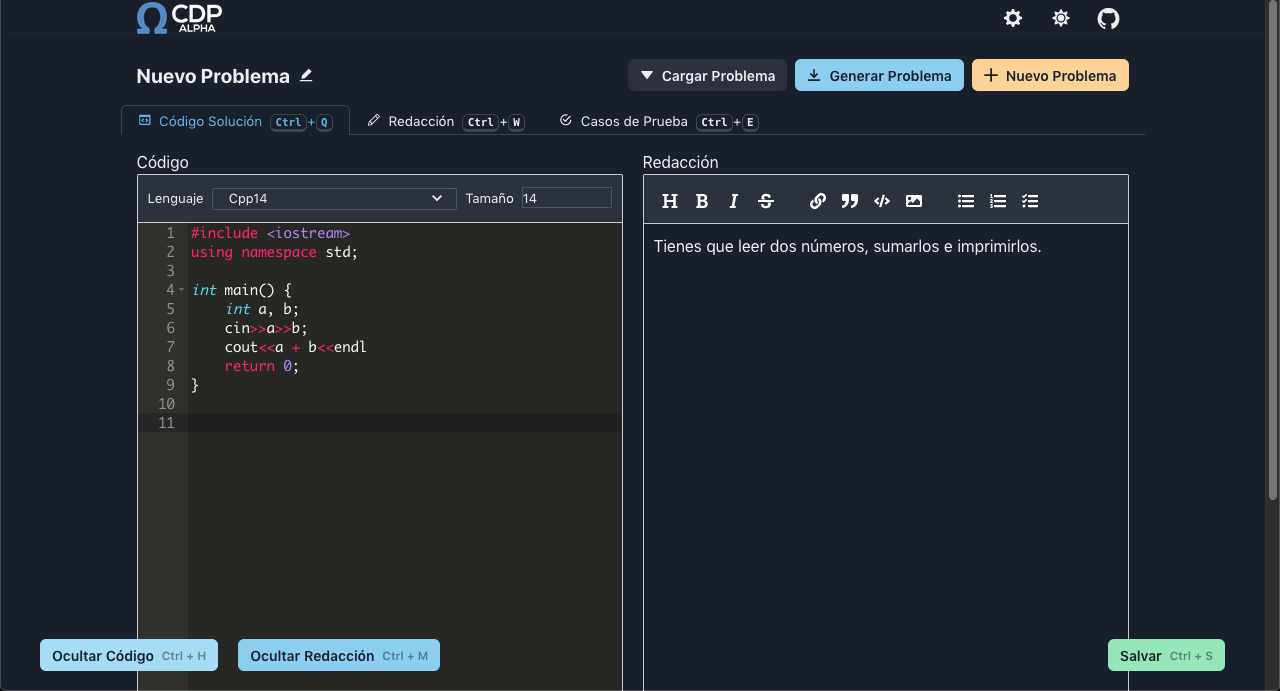 CDP
ALPHA
Nuevo Problema
Cargar Problema
Generar Problema
Nuevo Problema
Código Solución Ctrl + Q
Redacción Ctrl + W
Casos de Prueba Ctrl + E
Código
Lenguaje Cpp14 Tamaño 14
1 #include <iostream>
2 using namespace std;
3
4 int main() {
5 int a, b;
6 cin>>a>>b;
7 cout<<a + b<<endl
8 return 0;
9 }
10
11
Redacción
H B I S
Tienes que leer dos números, sumarlos e imprimirlos.
Ocultar Código Ctrl + H
Ocultar Redacción Ctrl + M
Salvar Ctrl + S